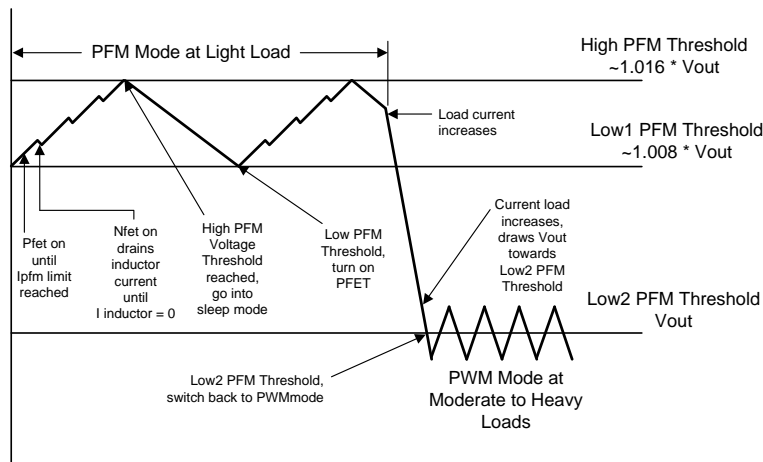 PFM Mode at Light Load
High PFM Threshold
~1.016 * Vout
Load current
increases
Low1 PFM Threshold
~1.008 * Vout
Pfet on
until
Ipfm limit
reached
Nfet on
drains
inductor
current
until
I inductor = 0
High PFM
Voltage
Threshold
reached,
go into
sleep mode
Low PFM
Threshold,
turn on
PFET
Current load
increases,
draws Vout
towards
Low2 PFM
Threshold
Low2 PFM Threshold
Vout
Low2 PFM Threshold,
switch back to PWMmode
PWM Mode at
Moderate to Heavy
Loads